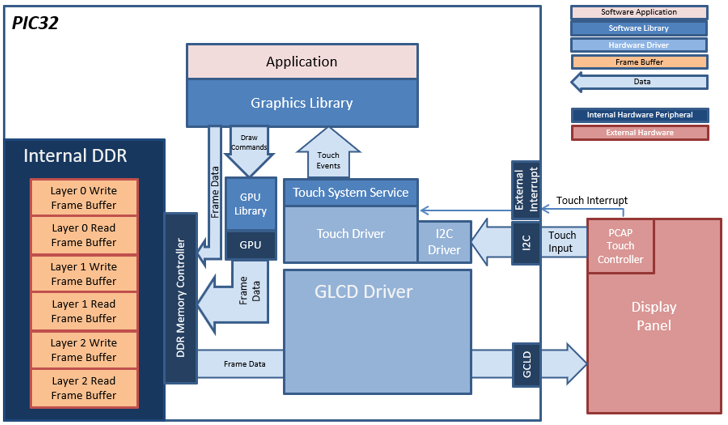 PIC32
Application
Graphics Library
Internal DDR
Layer 0 Write
Frame Buffer
Layer 0 Read
Frame Buffer
Layer 1 Write
Frame Buffer
Layer 1 Read
Frame Buffer
Layer 2 Write
Frame Buffer
Layer 2 Read
Frame Buffer
DDR Memory Controller
Frame Data
Draw
Commands
GPU
Library
GPU
Frame
Data
Touch
Events
Touch System Service
Touch Driver
I2C
Driver
GLCD Driver
Frame Data
External
Interrupt
I2C
GCLD
Touch Interrupt
Touch
Input
PCAP
Touch
Controller
Display
Panel
Software Application
Software Library
Hardware Driver
Frame Buffer
Data
Internal Hardware Peripheral
External Hardware